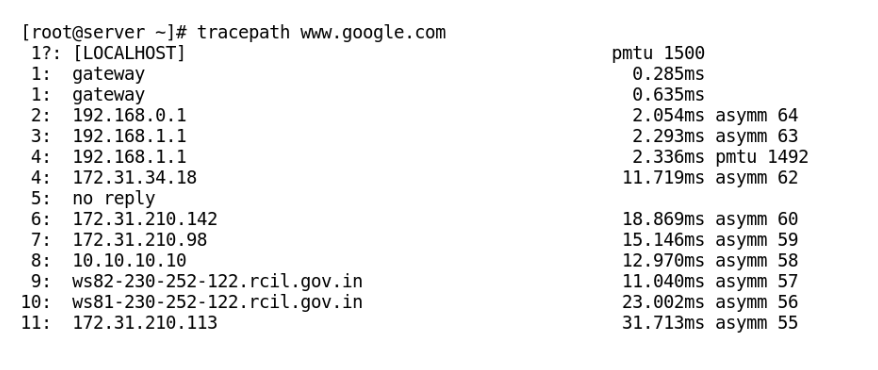 [root@server ~]# tracepath www.google.com
 1?: [LOCALHOST]                                         pmtu 1500
 1:  gateway                                               0.285ms
 1:  gateway                                               0.635ms
 2:  192.168.0.1                                           2.054ms asymm 64
 3:  192.168.1.1                                           2.293ms asymm 63
 4:  192.168.1.1                                           2.336ms pmtu 1492
 4:  172.31.34.18                                         11.719ms asymm 62
 5:  no reply
 6:  172.31.210.142                                       18.869ms asymm 60
 7:  172.31.210.98                                        15.146ms asymm 59
 8:  10.10.10.10                                          12.970ms asymm 58
 9:  ws82-230-252-122.rcil.gov.in                         11.040ms asymm 57
10:  ws81-230-252-122.rcil.gov.in                         23.002ms asymm 56
11:  172.31.210.113                                       31.713ms asymm 55